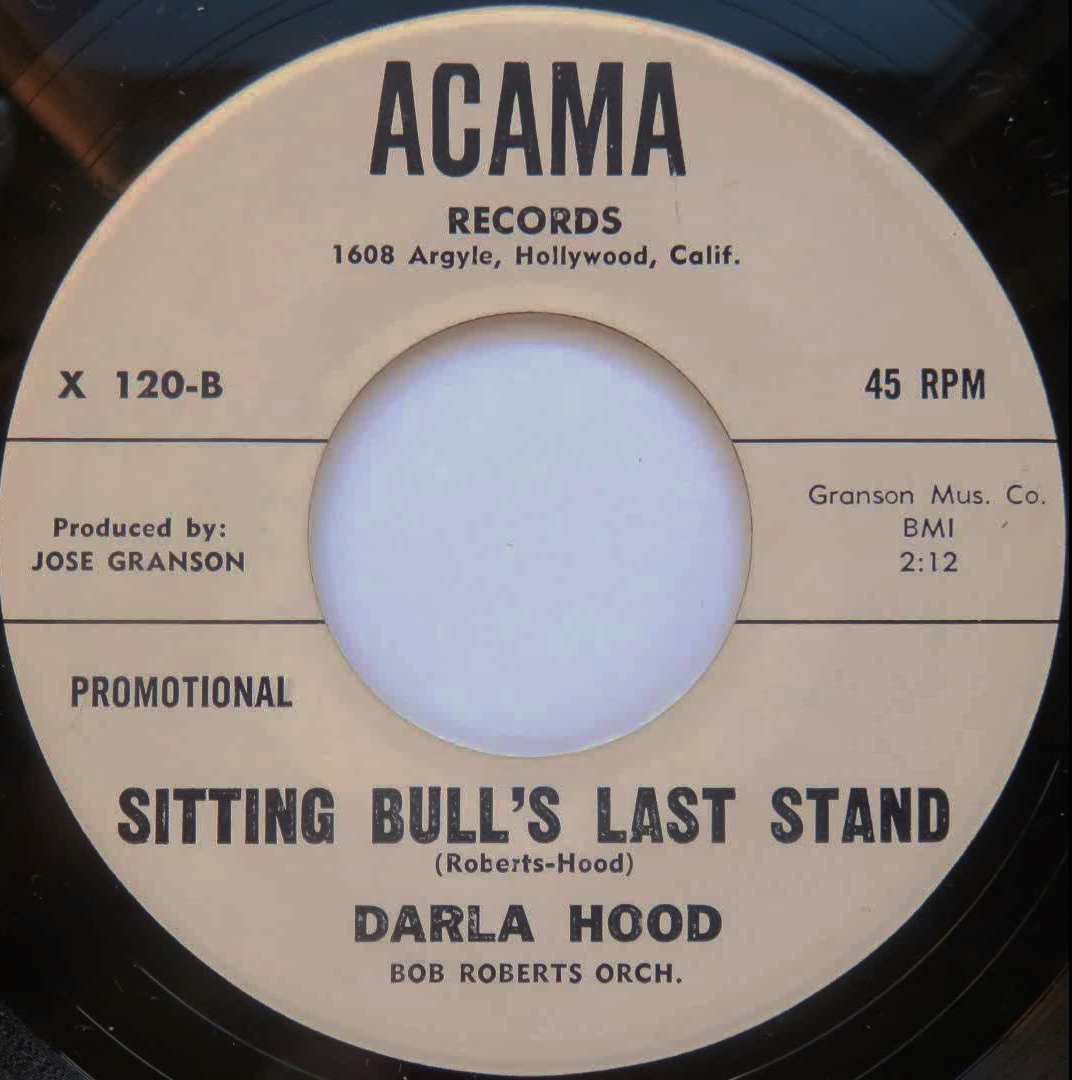 ACAMA
RECORDS
1608 Argyle, Hollywood, Calif.
X 120-B
45 RPM
Produced by:
JOSE GRANSON
Granson Mus. Co.
BMI
2:12
PROMOTIONAL
SITTING BULL'S LAST STAND
(Roberts-Hood)
DARLA HOOD
BOB ROBERTS ORCH.